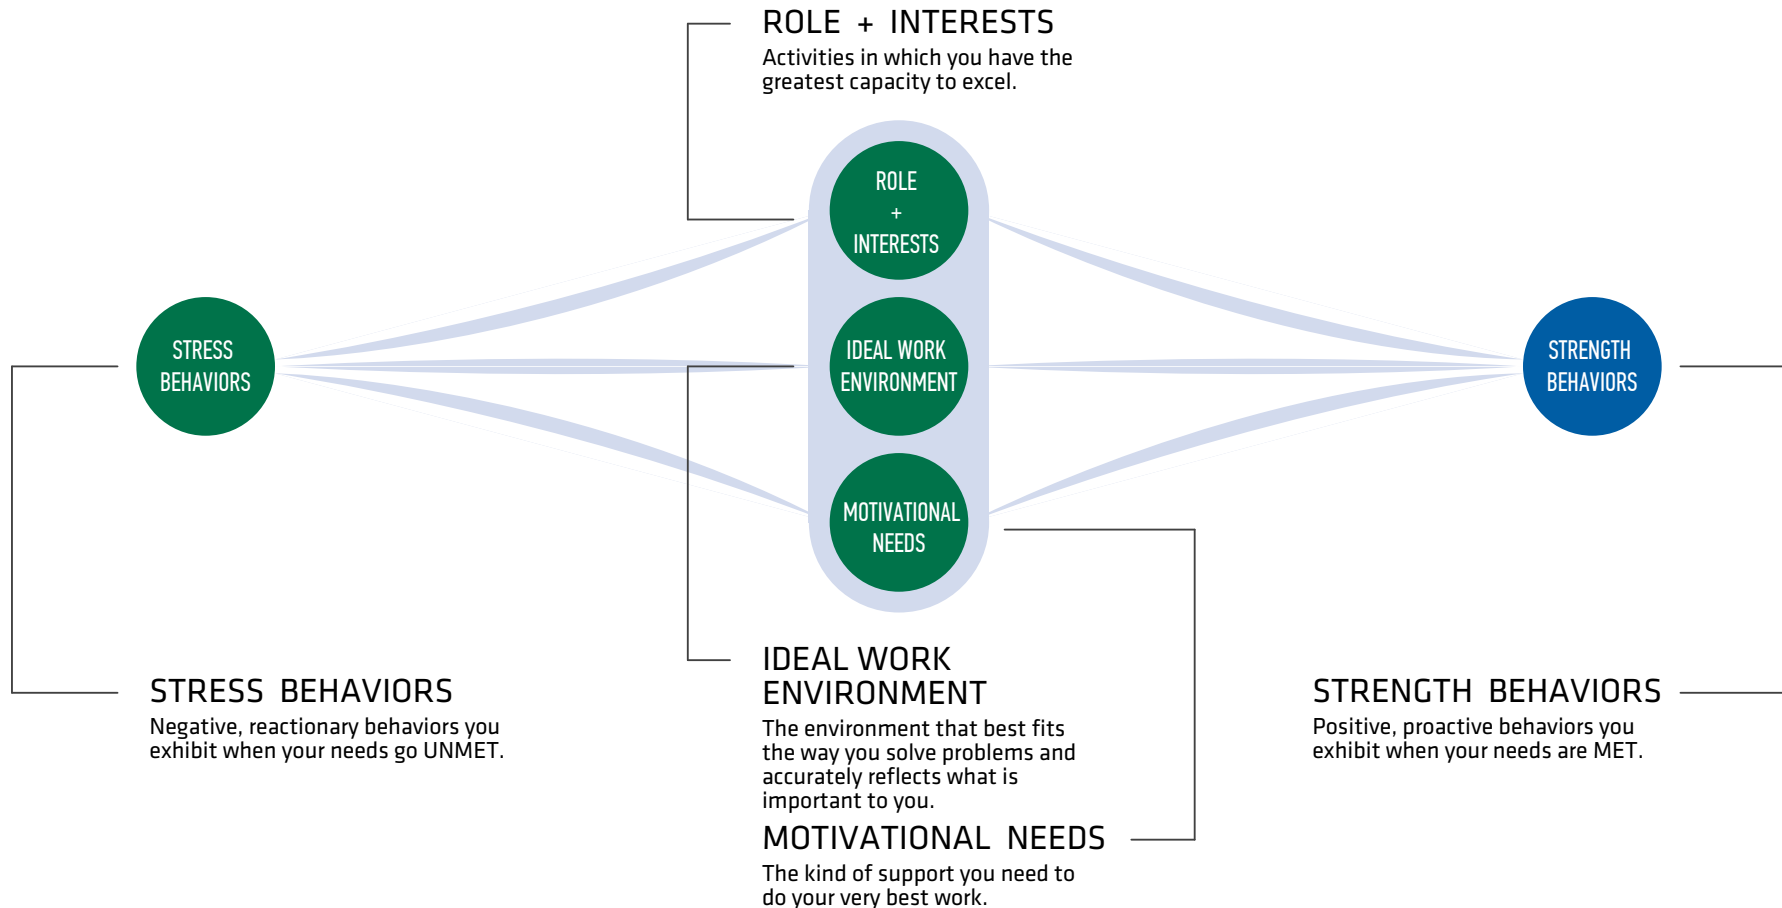 ROLE + INTERESTS
Activities in which you have the
greatest capacity to excel.
ROLE
+
INTERESTS
STRESS
BEHAVIORS
IDEAL WORK
ENVIRONMENT
STRENGTH
BEHAVIORS
MOTIVATIONAL
NEEDS
STRESS BEHAVIORS
Negative, reactionary behaviors you
exhibit when your needs go UNMET.
IDEAL WORK
ENVIRONMENT
The environment that best fits
the way you solve problems and
accurately reflects what is
important to you.
MOTIVATIONAL NEEDS
The kind of support you need to
do your very best work.
STRENGTH BEHAVIORS
Positive, proactive behaviors you
exhibit when your needs are MET.